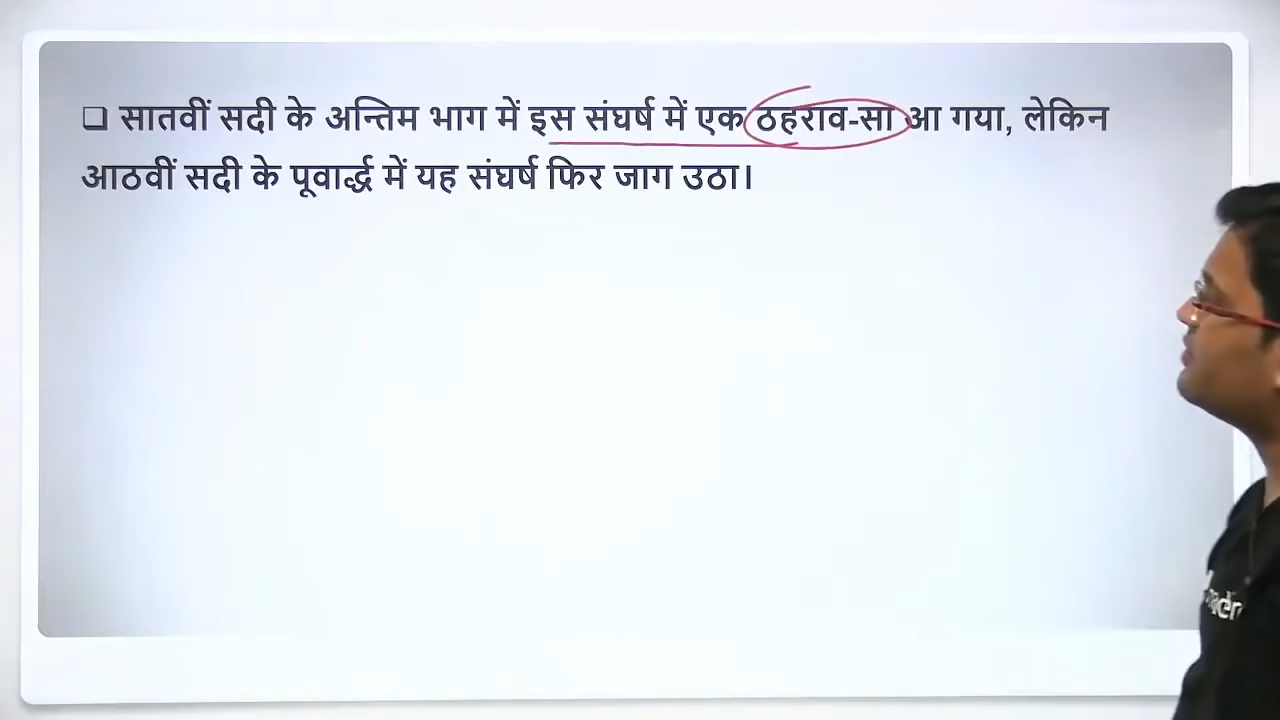 ❑ सातवीं सदी के अन्तिम भाग में इस संघर्ष में एक ठहराव-सा आ गया, लेकिन
आठवीं सदी के पूवार्द्ध में यह संघर्ष फिर जाग उठा।